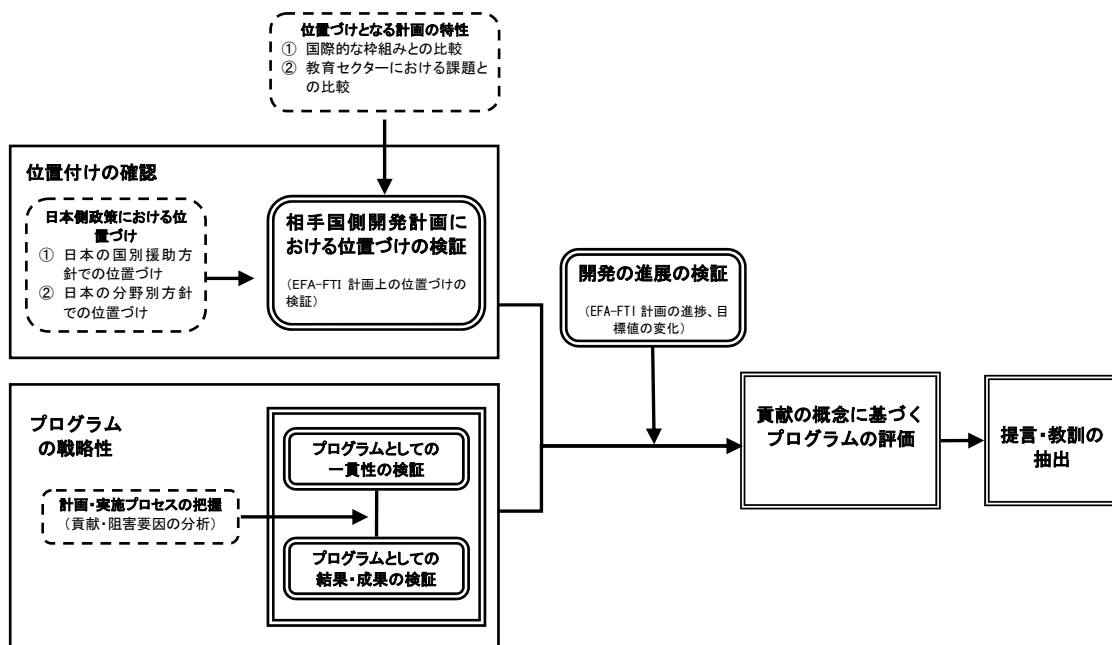 位置づけとなる計画の特性
① 国際的な枠組みとの比較
② 教育セクターにおける課題と
の比較
位置付けの確認
日本側政策における位
置づけ
① 日本の国別援助方
針での位置づけ
② 日本の分野別方針
での位置づけ
相手国側開発計画に
おける位置づけの検証
（EFA-FTI 計画上の位置づけの
検証）
開発の進展の検証
（EFA-FTI 計画の進捗、目
標値の変化）
プログラム
の戦略性
プログラムとしての
一貫性の検証
計画・実施プロセスの把握
（貢献・阻害要因の分析）
プログラムとしての
結果・成果の検証
貢献の概念に基づく
プログラムの評価
提言・教訓の
抽出